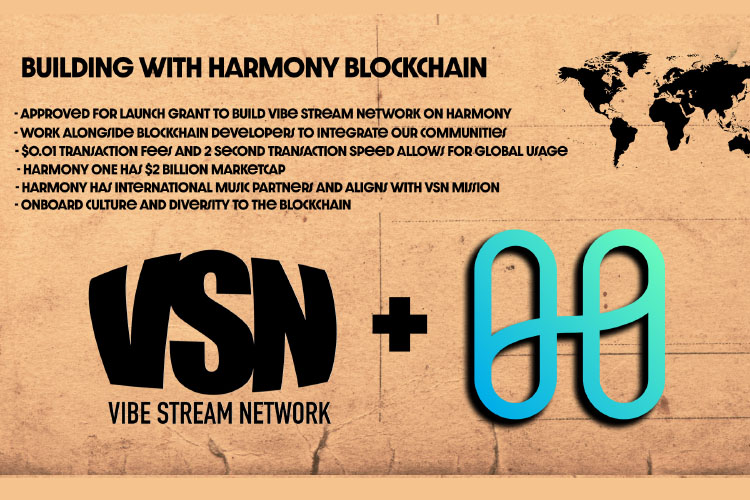 BUILDING WITH HARMONY BLOCKCHAIN
- APPROVED FOR LAUNCH GRANT TO BUILD VIBE STREAM NETWORK ON HARMONY
- WORK ALONGSIDE BLOCKCHAIN DEVELOPERS TO INTEGRATE OUR COMMUNITIES
- $0.01 TRANSACTION FEES AND 2 SECOND TRANSACTION SPEED ALLOWS FOR GLOBAL USAGE
- HARMONY ONE HAS $2 BILLION MARKETCAP
- HARMONY HAS INTERNATIONAL MUSIC PARTNERS AND ALIGNS WITH VSN MISSION
- ONBOARD CULTURE AND DIVERSITY TO THE BLOCKCHAIN
VSN +
VIBE STREAM NETWORK